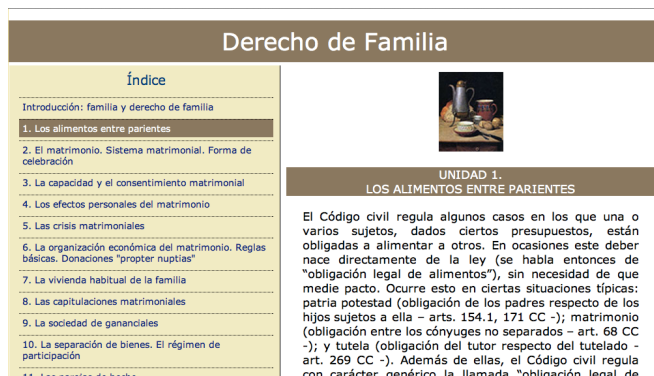 Derecho de Familia
Índice
Introducción: familia y derecho de familia
1. Los alimentos entre parientes
2. El matrimonio. Sistema matrimonial. Forma de
celebración
3. La capacidad y el consentimiento matrimonial
4. Los efectos personales del matrimonio
5. Las crisis matrimoniales
6. La organización económica del matrimonio. Reglas
básicas. Donaciones "propter nuptias"
7. La vivienda habitual de la familia
8. Las capitulaciones matrimoniales
9. La sociedad de gananciales
10. La separación de bienes. El régimen de
participación
UNIDAD 1.
LOS ALIMENTOS ENTRE PARIENTES
El Código civil regula algunos casos en los que una o
varios sujetos, dados ciertos presupuestos, están
obligadas a alimentar a otros. En ocasiones este deber
nace directamente de la ley (se habla entonces de
“obligación legal de alimentos”), sin necesidad de que
medie pacto. Ocurre esto en ciertas situaciones típicas:
patria potestad (obligación de los padres respecto de los
hijos sujetos a ella – arts. 154.1, 171 CC -); matrimonio
(obligación entre los cónyuges no separados – art. 68 CC
-); y tutela (obligación del tutor respecto del tutelado -
art. 269 CC -). Además de ellas, el Código civil regula
con carácter genérico la llamada “obligación legal de